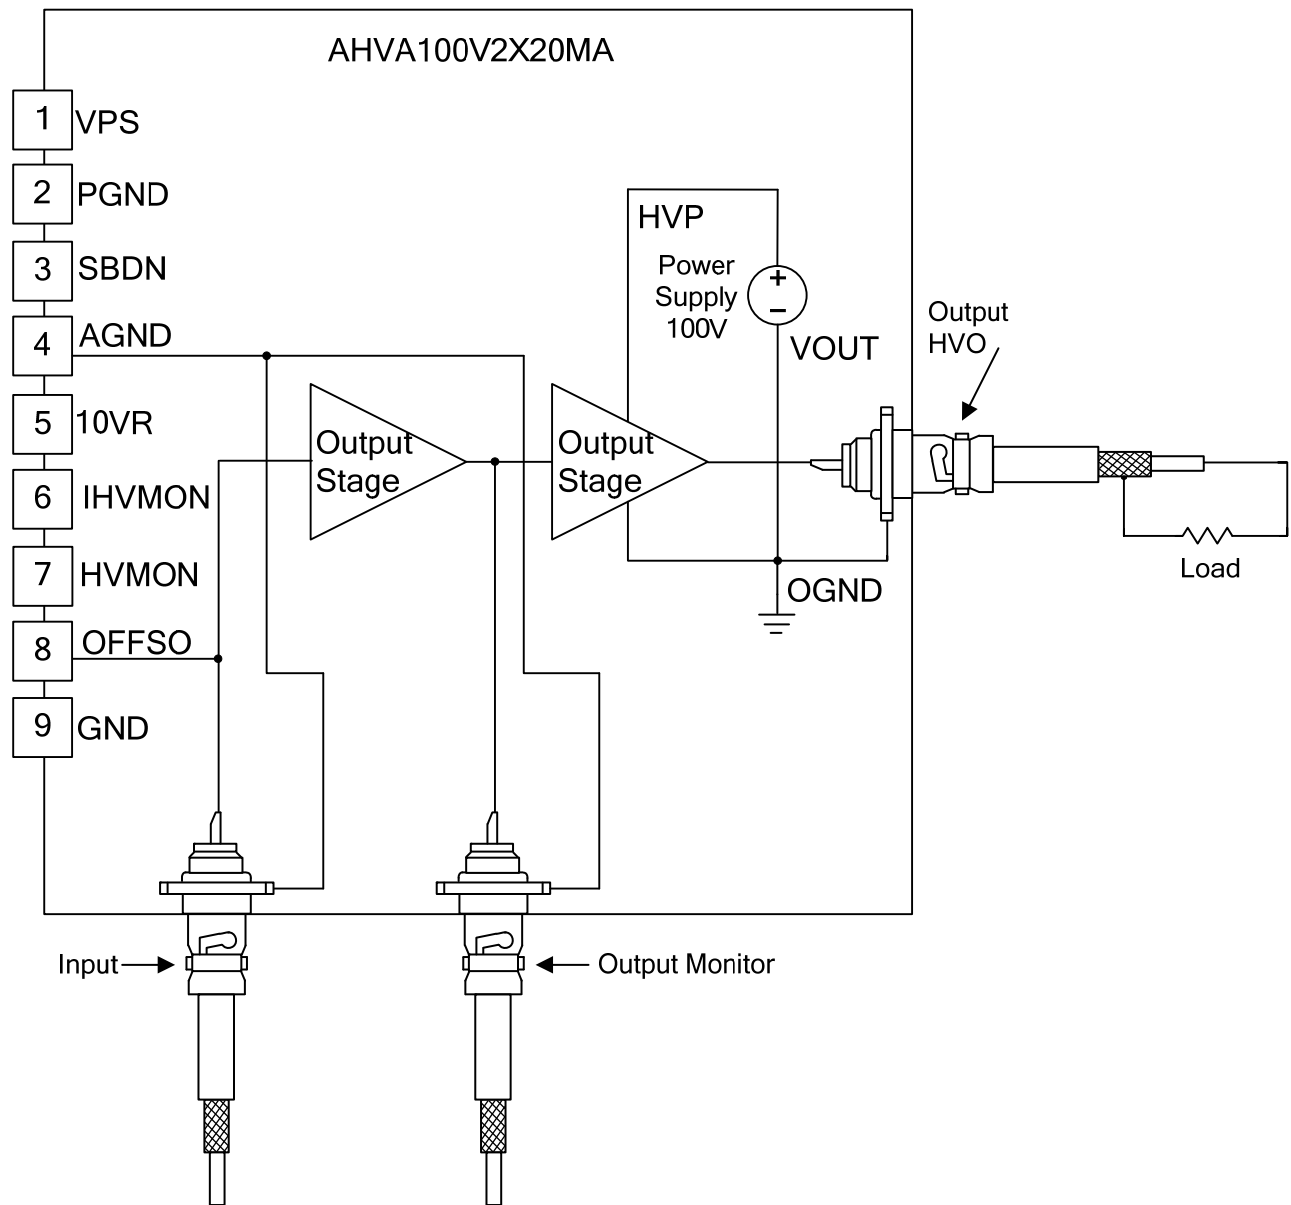 AHVA100V2X20MA
1 VPS
2 PGND
3 SBDN
4 AGND
5 10VR
6 IHVMON
7 HVMON
8 OFFSO
9 GND
HVP
Power
Supply
100V
+
−
VOUT
Output
HVO
Output
Stage
Output
Stage
OGND
Load
Input
Output Monitor